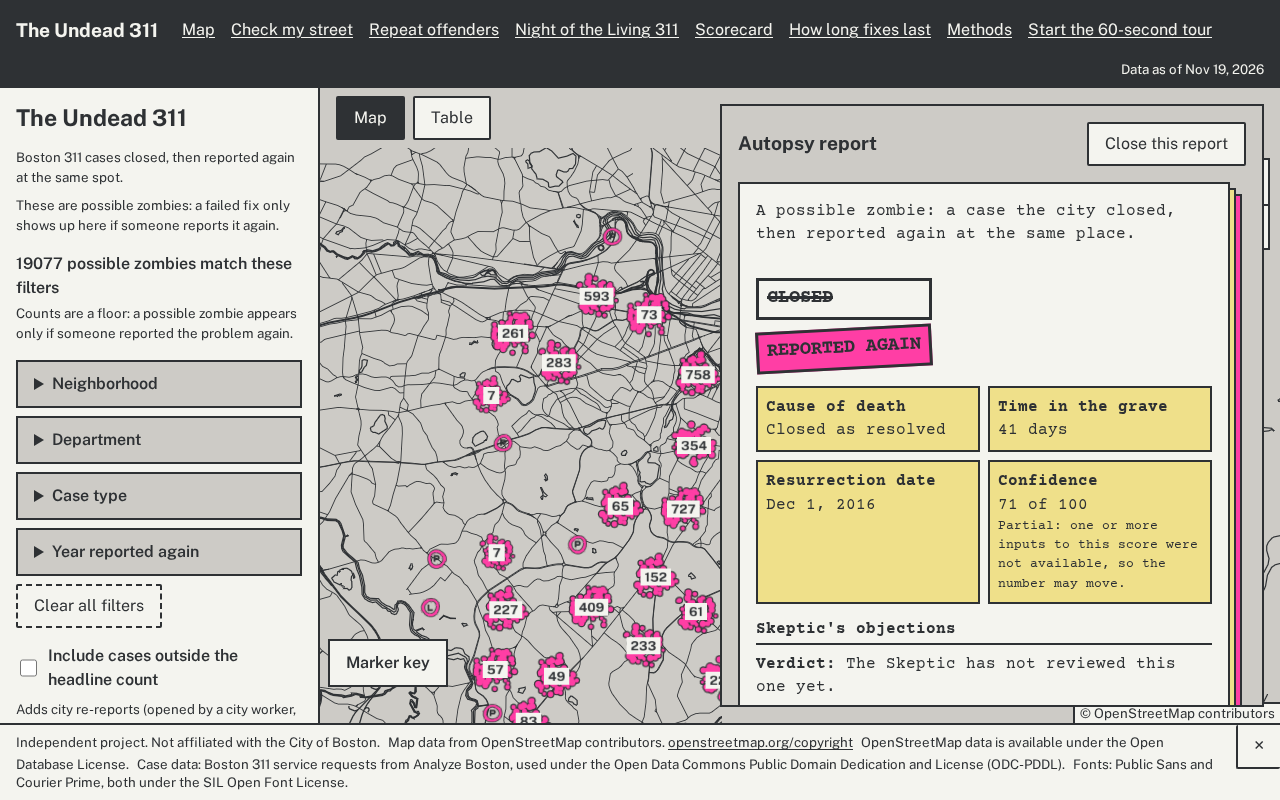 The Undead 311
Map
Check my street
Repeat offenders
Night of the Living 311
Scorecard
How long fixes last
Methods
Start the 60-second tour
Data as of Nov 19, 2026
The Undead 311
Boston 311 cases closed, then reported again
at the same spot.
These are possible zombies: a failed fix only
shows up here if someone reports it again.
19077 possible zombies match these
filters
Counts are a floor: a possible zombie appears
only if someone reported the problem again.
Neighborhood
Department
Case type
Year reported again
Clear all filters
Include cases outside the
headline count
Adds city re-reports (opened by a city worker,
Map
Table
593
73
261
283
758
7
354
65
727
P
P
7
152
L
227
409
61
233
57
49
P
83
Marker key
Autopsy report
Close this report
A possible zombie: a case the city closed,
then reported again at the same place.
CLOSED
REPORTED AGAIN
Cause of death
Closed as resolved
Time in the grave
41 days
Resurrection date
Dec 1, 2016
Confidence
71 of 100
Partial: one or more
inputs to this score were
not available, so the
number may move.
Skeptic's objections
Verdict: The Skeptic has not reviewed this
one yet.
© OpenStreetMap contributors
Independent project. Not affiliated with the City of Boston. Map data from OpenStreetMap contributors. openstreetmap.org/copyright OpenStreetMap data is available under the Open
Database License. Case data: Boston 311 service requests from Analyze Boston, used under the Open Data Commons Public Domain Dedication and License (ODC-PDDL). Fonts: Public Sans and
Courier Prime, both under the SIL Open Font License.
×